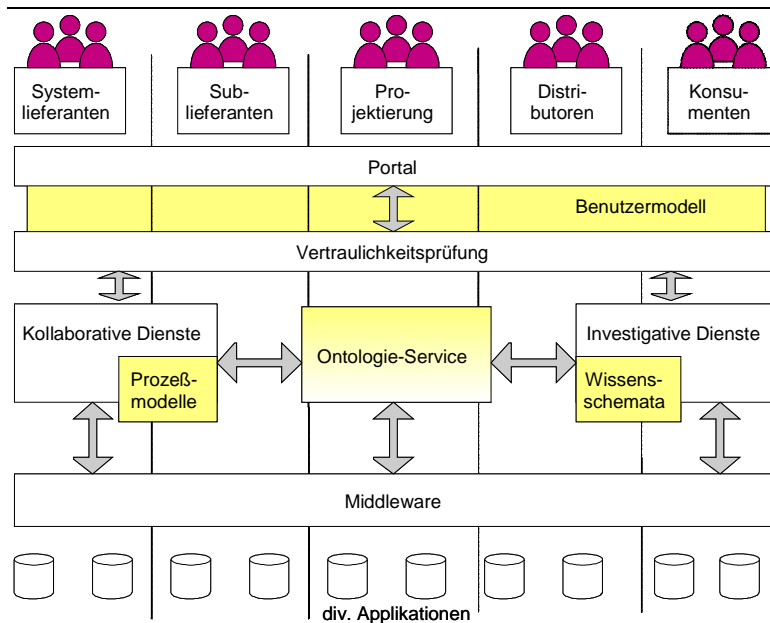 System-
lieferanten
Sub-
lieferanten
Pro-
jektierung
Distri-
butoren
Konsu-
menten
Portal
Benutzermodell
Vertraulichkeitsprüfung
Kollaborative Dienste
Prozeß-
modelle
Ontologie-Service
Investigative Dienste
Wissens-
schemata
Middleware
div. Applikationen